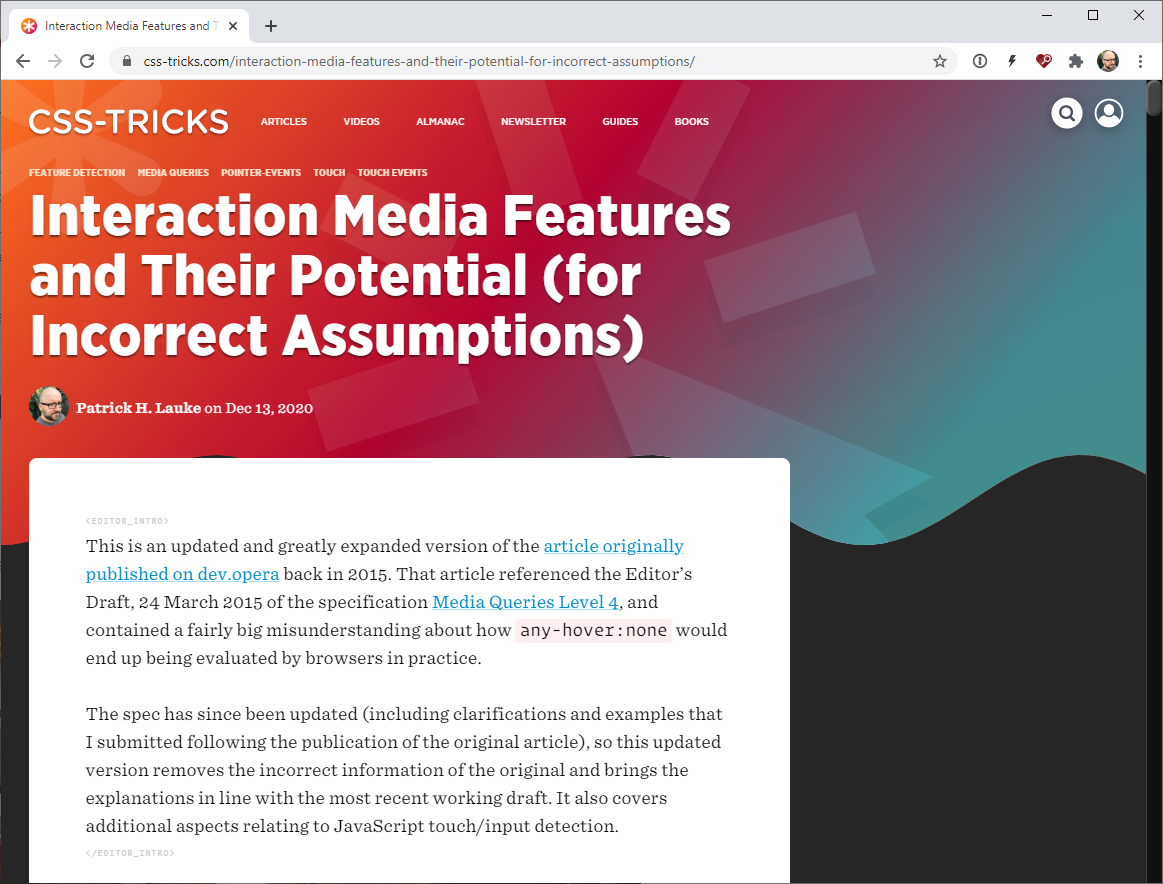 Interaction Media Features and T
css-tricks.com/interaction-media-features-and-their-potential-for-incorrect-assumptions/
CSS-TRICKS ARTICLES VIDEOS ALMANAC NEWSLETTER GUIDES BOOKS
FEATURE DETECTION MEDIA QUERIES POINTER-EVENTS TOUCH TOUCH EVENTS
Interaction Media Features
and Their Potential (for
Incorrect Assumptions)
Patrick H. Lauke on Dec 13, 2020
<EDITOR_INTRO>
This is an updated and greatly expanded version of the article originally
published on dev.opera back in 2015. That article referenced the Editor’s
Draft, 24 March 2015 of the specification Media Queries Level 4, and
contained a fairly big misunderstanding about how any-hover:none would
end up being evaluated by browsers in practice.
The spec has since been updated (including clarifications and examples that
I submitted following the publication of the original article), so this updated
version removes the incorrect information of the original and brings the
explanations in line with the most recent working draft. It also covers
additional aspects relating to JavaScript touch/input detection.
</EDITOR_INTRO>